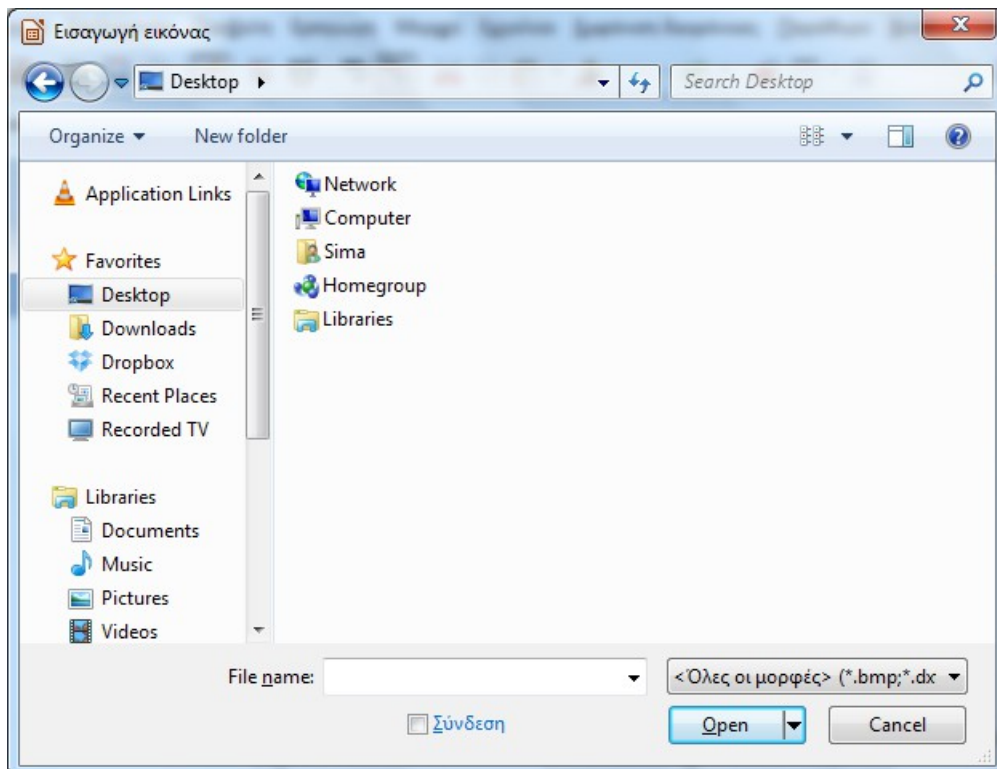 Εισαγωγή εικόνας
Desktop
Search Desktop
Organize
New folder
Application Links
Favorites
Desktop
Downloads
Dropbox
Recent Places
Recorded TV
Libraries
Documents
Music
Pictures
Videos
Network
Computer
Sima
Homegroup
Libraries
File name:
<Όλες οι μορφές> (*.bmp;*.dx
Σύνδεση
Open
Cancel